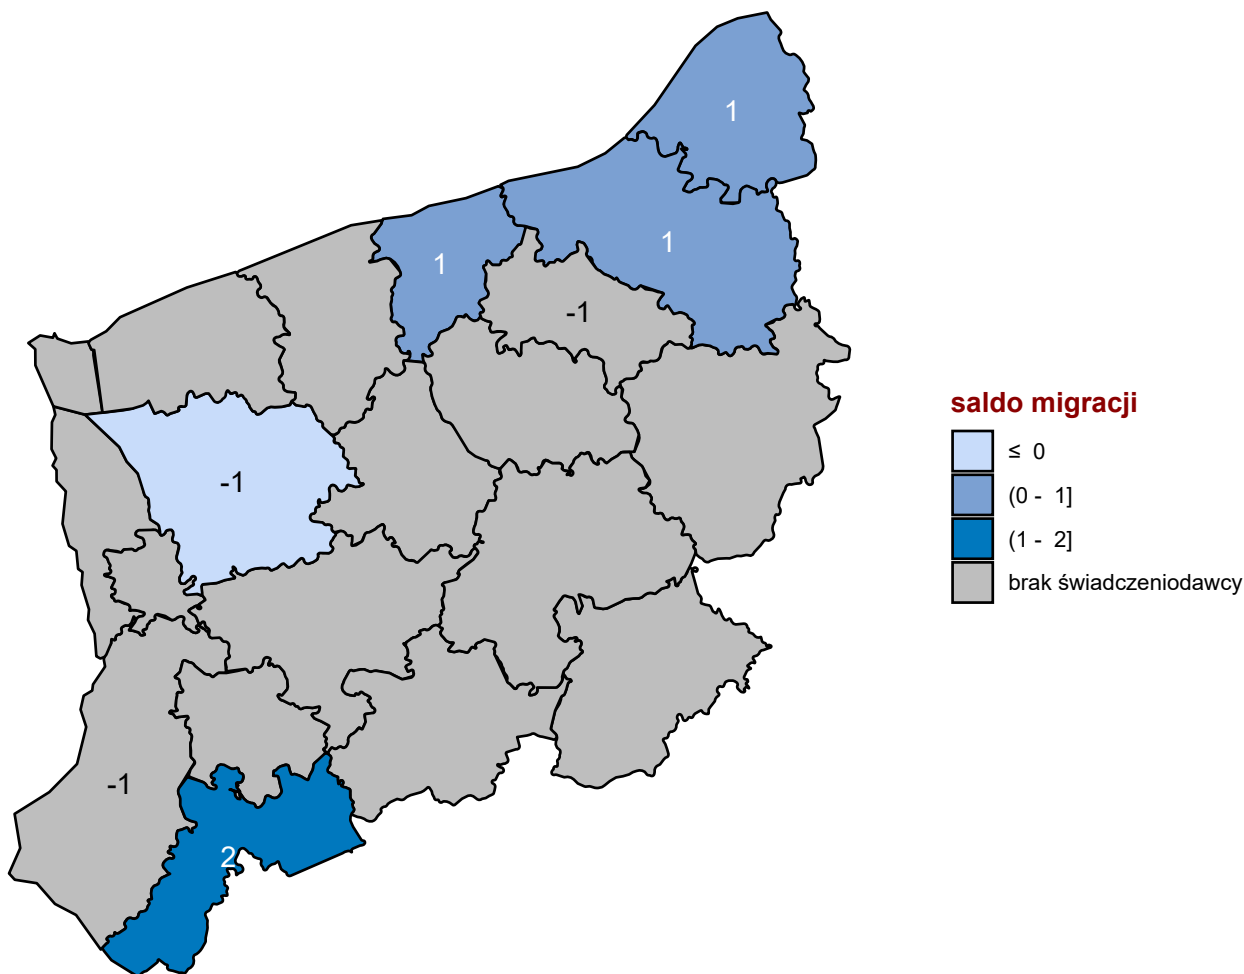 1
1
1
-1
-1
-1
2
saldo migracji
≤ 0
(0 - 1]
(1 - 2]
brak świadczeniodawcy